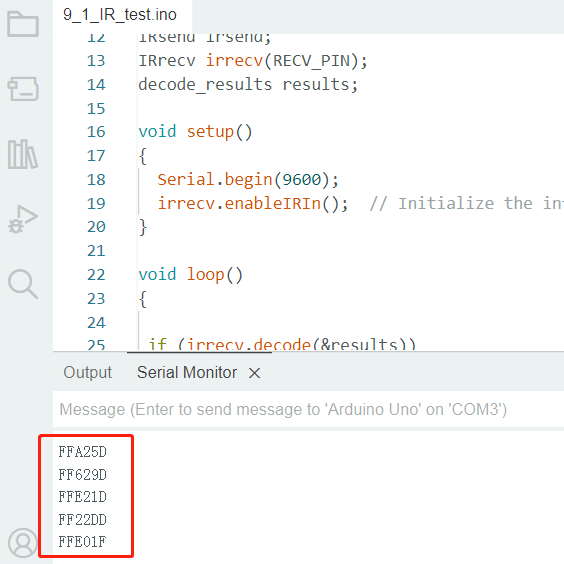 9_1_IR_test.ino
12 IRsend irsend;
13 IRrecv irrecv(RECV_PIN);
14 decode_results results;
15
16 void setup()
17 {
18 Serial.begin(9600);
19 irrecv.enableIRIn();  // Initialize the in
20 }
21
22 void loop()
23 {
24
25 if (irrecv.decode(&results))
Output Serial Monitor ×
Message (Enter to send message to 'Arduino Uno' on 'COM3')
FFA25D
FF629D
FFE21D
FF22DD
FFE01F